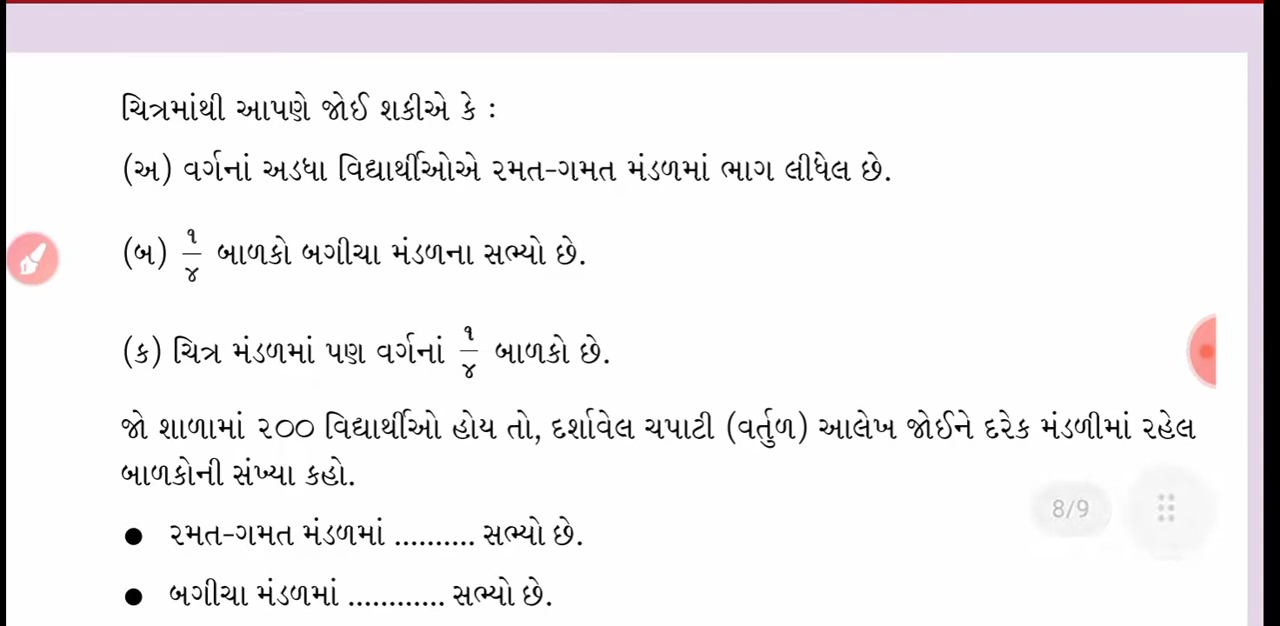 ચિત્રમાંથી આપણે જોઈ શકીએ કે :
(અ) વર્ગનાં અડધા વિદ્યાર્થીઓએ રમત-ગમત મંડળમાં ભાગ લીધેલ છે.
(બ) ૧/૪ બાળકો બગીચા મંડળના સભ્યો છે.
(ક) ચિત્ર મંડળમાં પણ વર્ગનાં ૧/૪ બાળકો છે.
જો શાળામાં ૨૦૦ વિદ્યાર્થીઓ હોય તો, દર્શાવેલ ચપાટી (વર્તુળ) આલેખ જોઈને દરેક મંડળીમાં રહેલ
બાળકોની સંખ્યા કહો.
8/9
● રમત-ગમત મંડળમાં .......... સભ્યો છે.
● બગીચા મંડળમાં ............ સભ્યો છે.